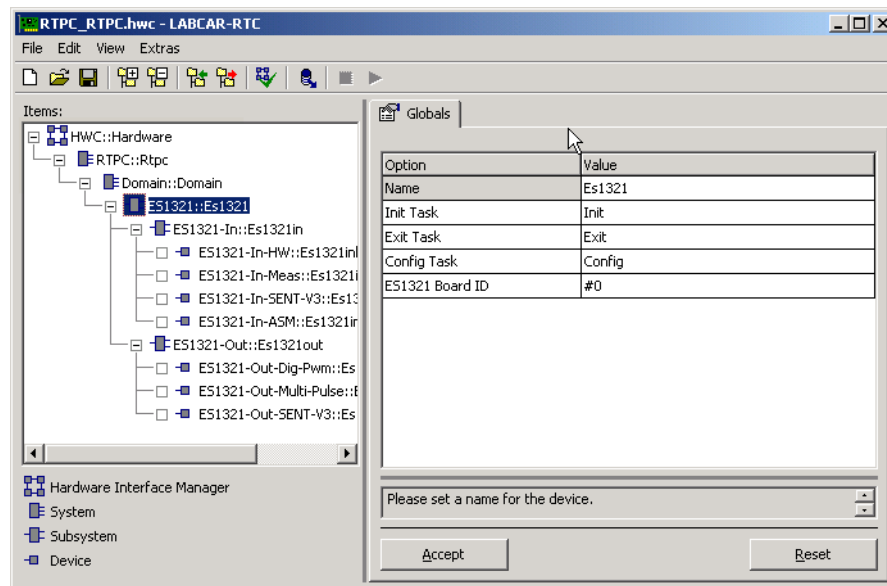 RTPC_RTPC.hwc - LABCAR-RTC
File Edit View Extras
Items:
HWC::Hardware
RTPC::Rtpc
Domain::Domain
ES1321::Es1321
ES1321-In::Es1321in
ES1321-In-HW::Es1321in
ES1321-In-Meas::Es1321i
ES1321-In-SENT-V3::Es13
ES1321-In-ASM::Es1321in
ES1321-Out::Es1321out
ES1321-Out-Dig-Pwm::Es
ES1321-Out-Multi-Pulse::E
ES1321-Out-SENT-V3::Es
Hardware Interface Manager
System
Subsystem
Device
Globals
Option Value
Name Es1321
Init Task Init
Exit Task Exit
Config Task Config
ES1321 Board ID #0
Please set a name for the device.
Accept Reset